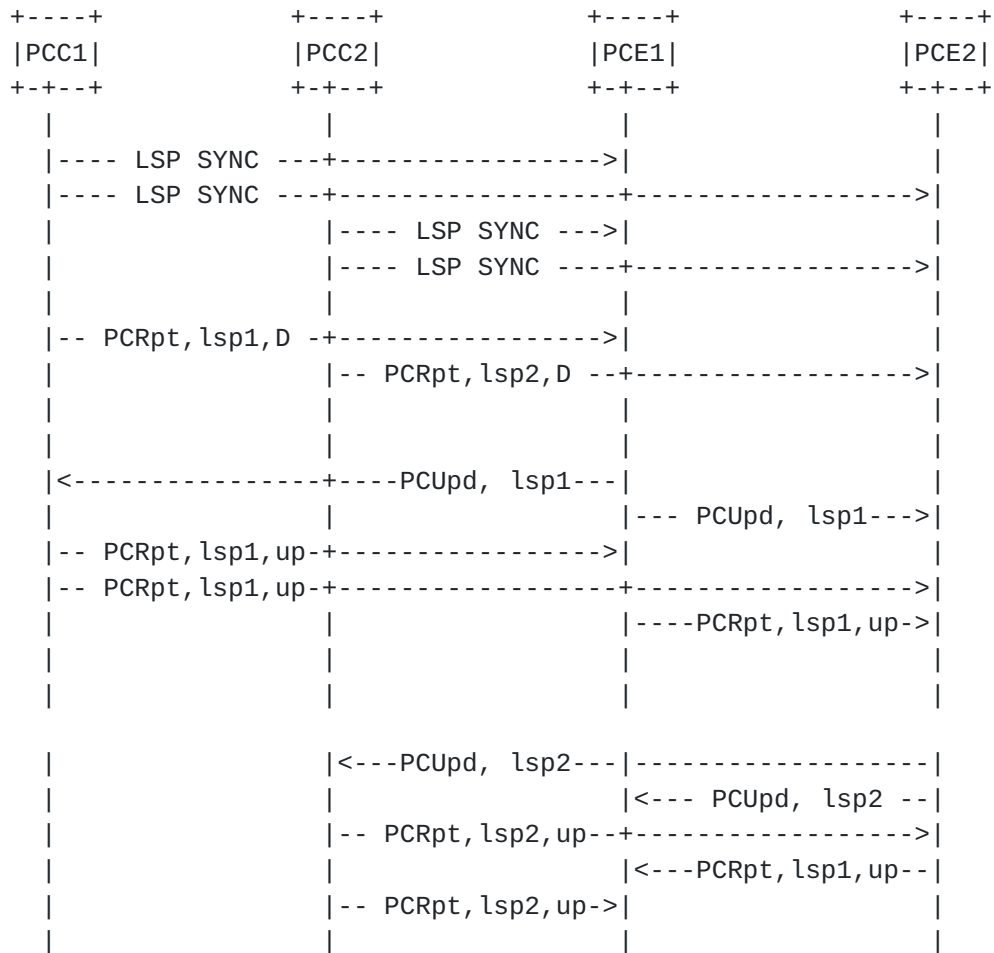 +----+ +----+ +----+ +----+
|PCC1| |PCC2| |PCE1| |PCE2|
+-+--+ +-+--+ +-+--+ +-+--+
| | | |
|---- LSP SYNC ---+----------------->| |
|---- LSP SYNC ---+------------------+------------------>|
| |---- LSP SYNC --->| |
| |---- LSP SYNC ----+------------------>|
| | | |
|-- PCRpt,lsp1,D -+----------------->| |
| |-- PCRpt,lsp2,D --+------------------>|
| | | |
| | | |
|<----------------+----PCUpd, lsp1---| |
| | |--- PCUpd, lsp1--->|
|-- PCRpt,lsp1,up-+----------------->| |
|-- PCRpt,lsp1,up-+------------------+------------------>|
| | |----PCRpt,lsp1,up->|
| | | |
| | | |
| |<---PCUpd, lsp2---|-------------------|
| | |<--- PCUpd, lsp2 --|
| |-- PCRpt,lsp2,up--+------------------>|
| | |<---PCRpt,lsp1,up--|
| |-- PCRpt,lsp2,up->| |
| | | |